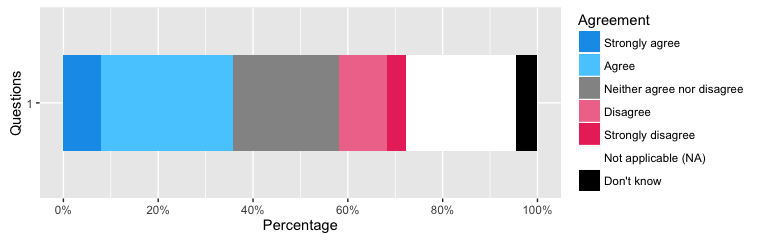 Agreement
Strongly agree
Agree
Neither agree nor disagree
Disagree
Strongly disagree
Not applicable (NA)
Don't know
Questions
1
0%
20%
40%
60%
80%
100%
Percentage